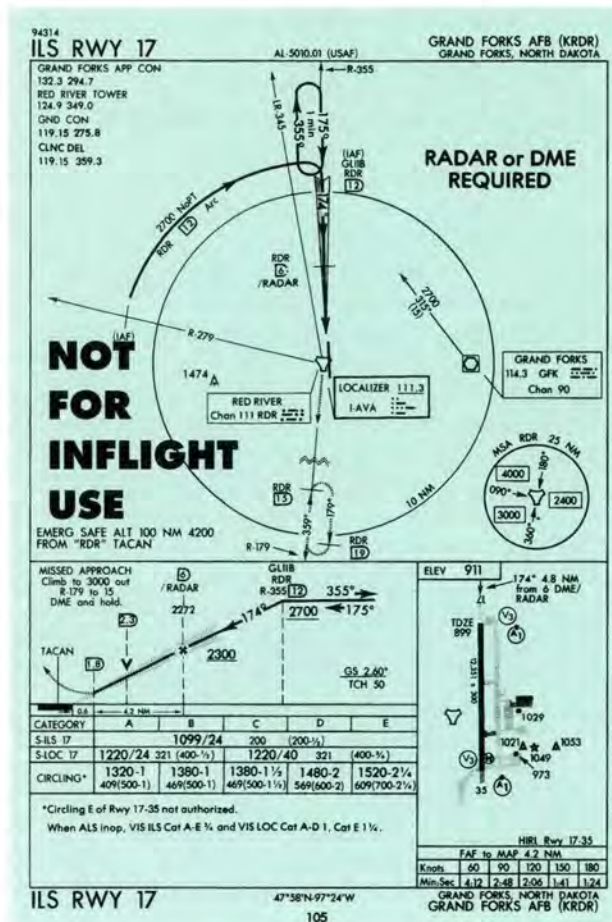 94314
ILS RWY 17
AL-5010.01 (USAF)
GRAND FORKS AFB (KRDR)
GRAND FORKS, NORTH DAKOTA
GRAND FORKS APP CON
132.3 294.7
RED RIVER TOWER
124.9 349.0
GND CON
119.15 275.8
CLNC DEL
119.15 359.3
R-355
LR-345
355°
1 min
175°
(IAF)
GLIIB
RDR
12
RADAR or DME
REQUIRED
174°
2700 NoPT
RDR 12 Arc
RDR
6
/RADAR
2700
315°
(15)
R-279
(IAF)
NOT
FOR
INFLIGHT
USE
1474
GRAND FORKS
114.3 GFK
Chan 90
LOCALIZER 111.3
I-AVA
RED RIVER
Chan 111 RDR
MSA RDR 25 NM
4000
180°
090°
2400
3000
360°
RDR
15
10 NM
359°
179°
R-179
RDR
19
EMERG SAFE ALT 100 NM 4200
FROM "RDR" TACAN
MISSED APPROACH
Climb to 3000 out
R-179 to 15
DME and hold.
6
/RADAR
2272
GLIIB
RDR
R-355 12
355°
2700
175°
174°
2.3
2300
TACAN
1.8
GS 2.60°
TCH 50
0.6
4.2 NM
ELEV 911
174° 4.8 NM
from 6 DME/
RADAR
TDZE
899
V3
A1
12,351 x 300
1029
1021
1053
1049
973
V3
35
A1
HIRL Rwy 17-35
CATEGORY A B C D E
S-ILS 17 1099/24 200 (200-½)
S-LOC 17 1220/24 321 (400-½) 1220/40 321 (400-¾)
CIRCLING* 1320-1 1380-1 1380-1½ 1480-2 1520-2¼
409(500-1) 469(500-1) 469(500-1½) 569(600-2) 609(700-2¼)
*Circling E of Rwy 17-35 not authorized.
When ALS inop, VIS ILS Cat A-E ¾ and VIS LOC Cat A-D 1, Cat E 1¼.
FAF to MAP 4.2 NM
Knots 60 90 120 150 180
Min:Sec 4:12 2:48 2:06 1:41 1:24
ILS RWY 17
47°58'N-97°24'W
GRAND FORKS, NORTH DAKOTA
GRAND FORKS AFB (KRDR)
105